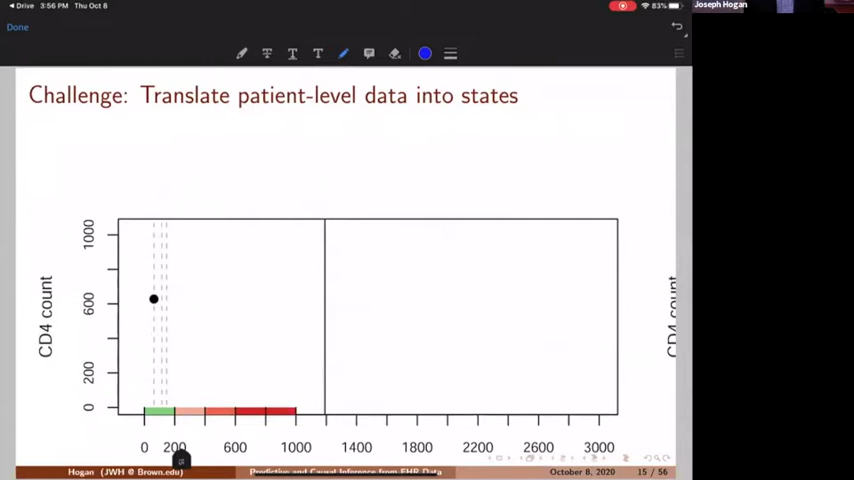 Drive 3:56 PM Thu Oct 8
83%
Joseph Hogan
Done
Challenge: Translate patient-level data into states
CD4 count
1000
600
200
0
CD4 count
0 200 600 1000 1400 1800 2200 2600 3000
Hogan (JWH @ Brown.edu) Predictive and Causal Inference from EHR Data October 8, 2020 15 / 56